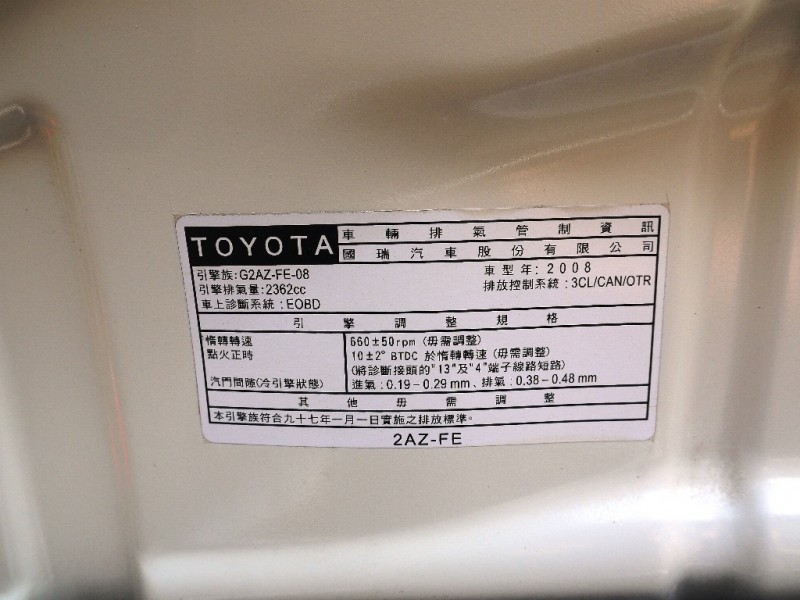 TOYOTA
車輛排氣管制資訊
國瑞汽車股份有限公司
引擎族:G2AZ-FE-08
車型年:2008
引擎排氣量:2362cc
排放控制系統:3CL/CAN/OTR
車上診斷系統:EOBD
引擎調整規格
惰轉轉速 660±50rpm (毋需調整)
點火正時 10±2° BTDC 於惰轉轉速 (毋需調整)
(將診斷接頭的"13"及"4"端子線路短路)
汽門間隙(冷引擎狀態) 進氣:0.19-0.29 mm、排氣:0.38-0.48 mm
其他毋需調整
本引擎族符合九十七年一月一日實施之排放標準。
2AZ-FE